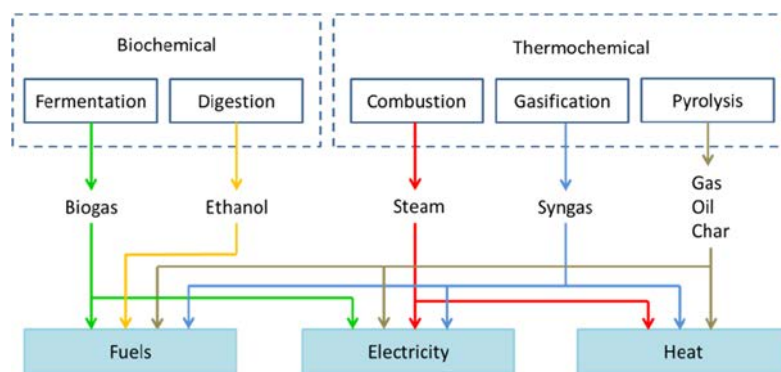 Biochemical
Thermochemical
Fermentation
Digestion
Combustion
Gasification
Pyrolysis
Biogas
Ethanol
Steam
Syngas
Gas
Oil
Char
Fuels
Electricity
Heat